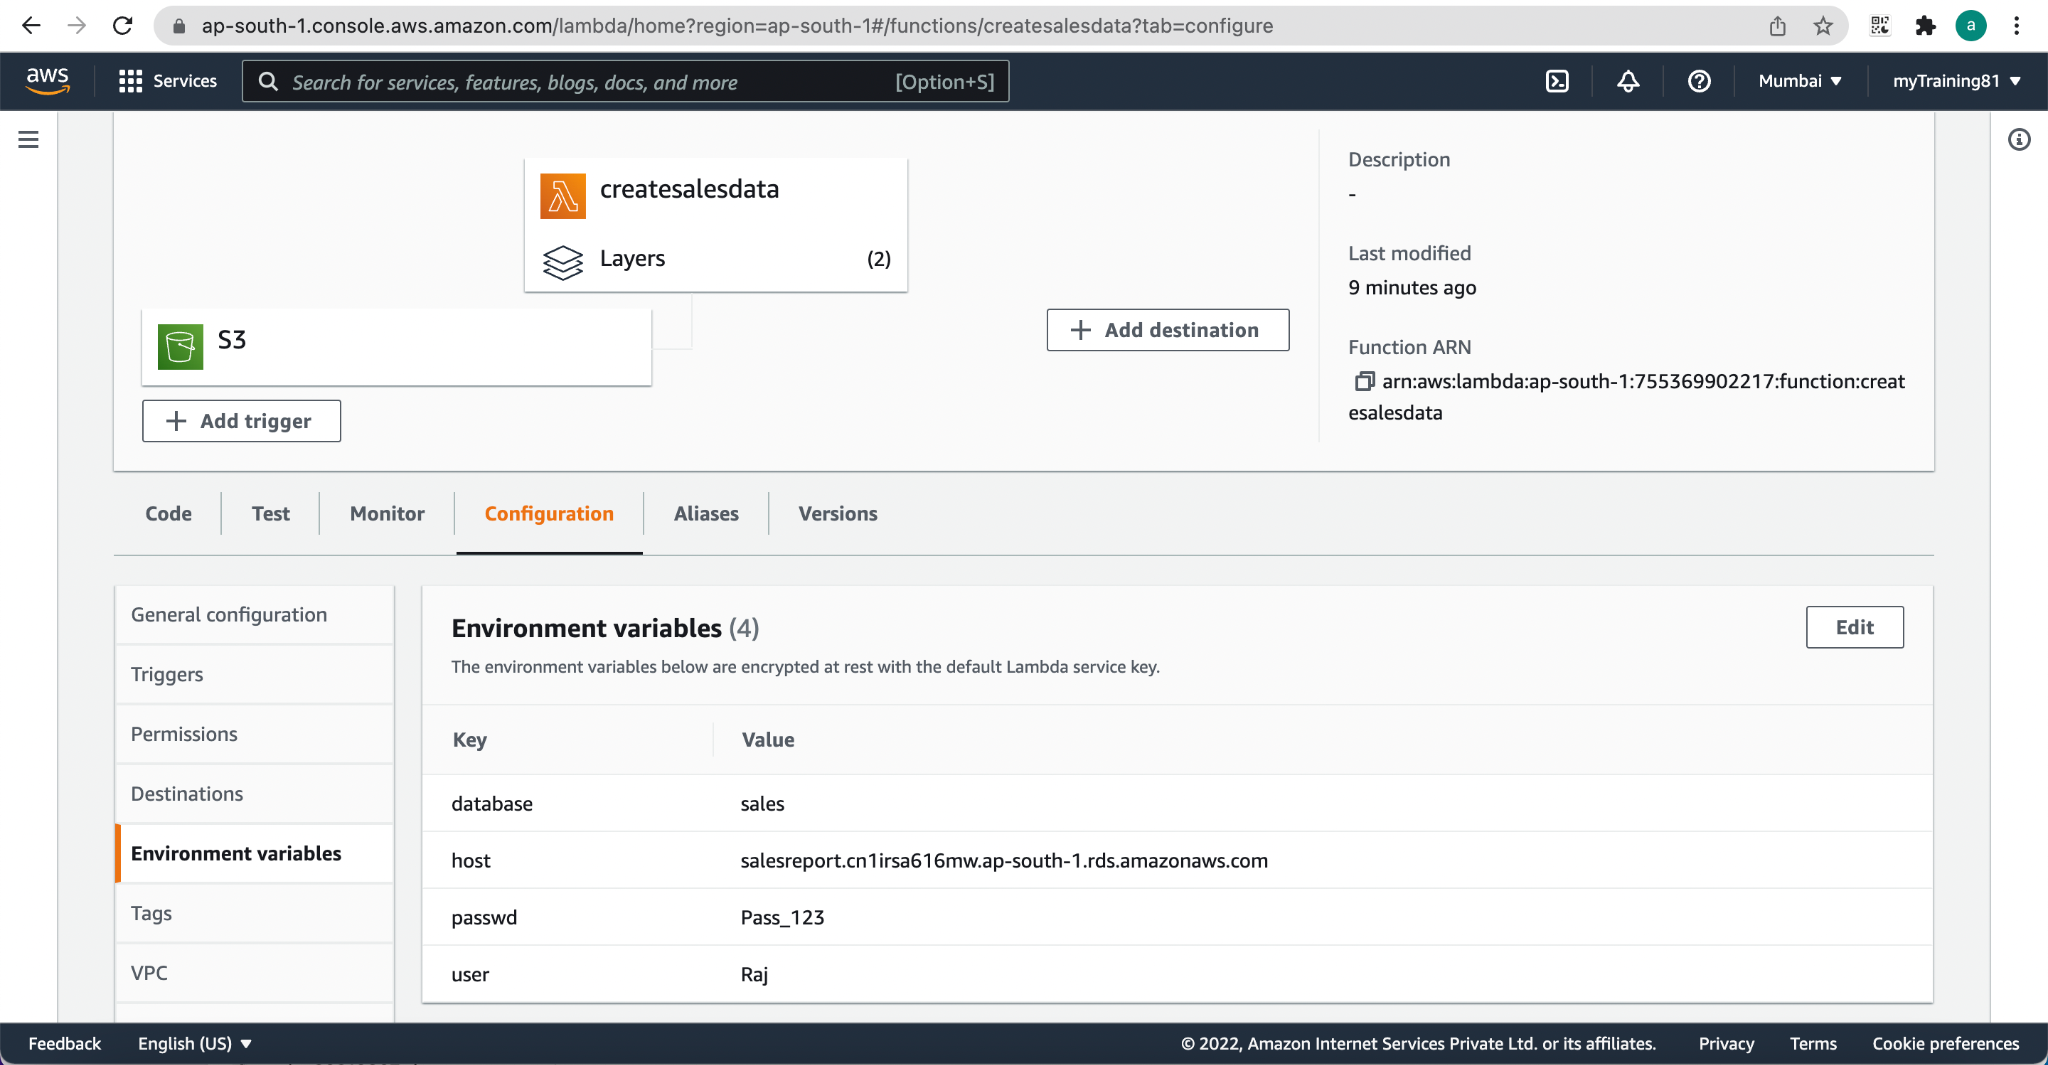 ap-south-1.console.aws.amazon.com/lambda/home?region=ap-south-1#/functions/createsalesdata?tab=configure
a
aws
Services
Search for services, features, blogs, docs, and more
[Option+S]
Mumbai ▼
myTraining81 ▼
createsalesdata
Layers
(2)
S3
+ Add trigger
+ Add destination
Description
-
Last modified
9 minutes ago
Function ARN
arn:aws:lambda:ap-south-1:755369902217:function:creat
esalesdata
Code
Test
Monitor
Configuration
Aliases
Versions
General configuration
Triggers
Permissions
Destinations
Environment variables
Tags
VPC
Environment variables (4)
Edit
The environment variables below are encrypted at rest with the default Lambda service key.
Key Value
database sales
host salesreport.cn1irsa616mw.ap-south-1.rds.amazonaws.com
passwd Pass_123
user Raj
Feedback
English (US) ▼
© 2022, Amazon Internet Services Private Ltd. or its affiliates.
Privacy
Terms
Cookie preferences